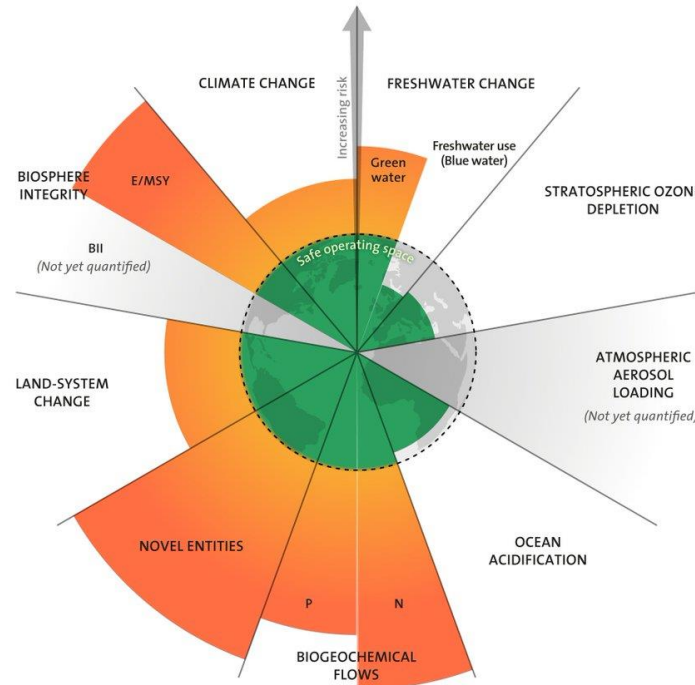 CLIMATE CHANGE
FRESHWATER CHANGE
Increasing risk
Green
water
Freshwater use
(Blue water)
STRATOSPHERIC OZON
DEPLETION
E/MSY
BIOSPHERE
INTEGRITY
BII
(Not yet quantified)
Safe operating space
LAND-SYSTEM
CHANGE
ATMOSPHERIC
AEROSOL
LOADING
(Not yet quantified)
NOVEL ENTITIES
OCEAN
ACIDIFICATION
P
N
BIOGEOCHEMICAL
FLOWS